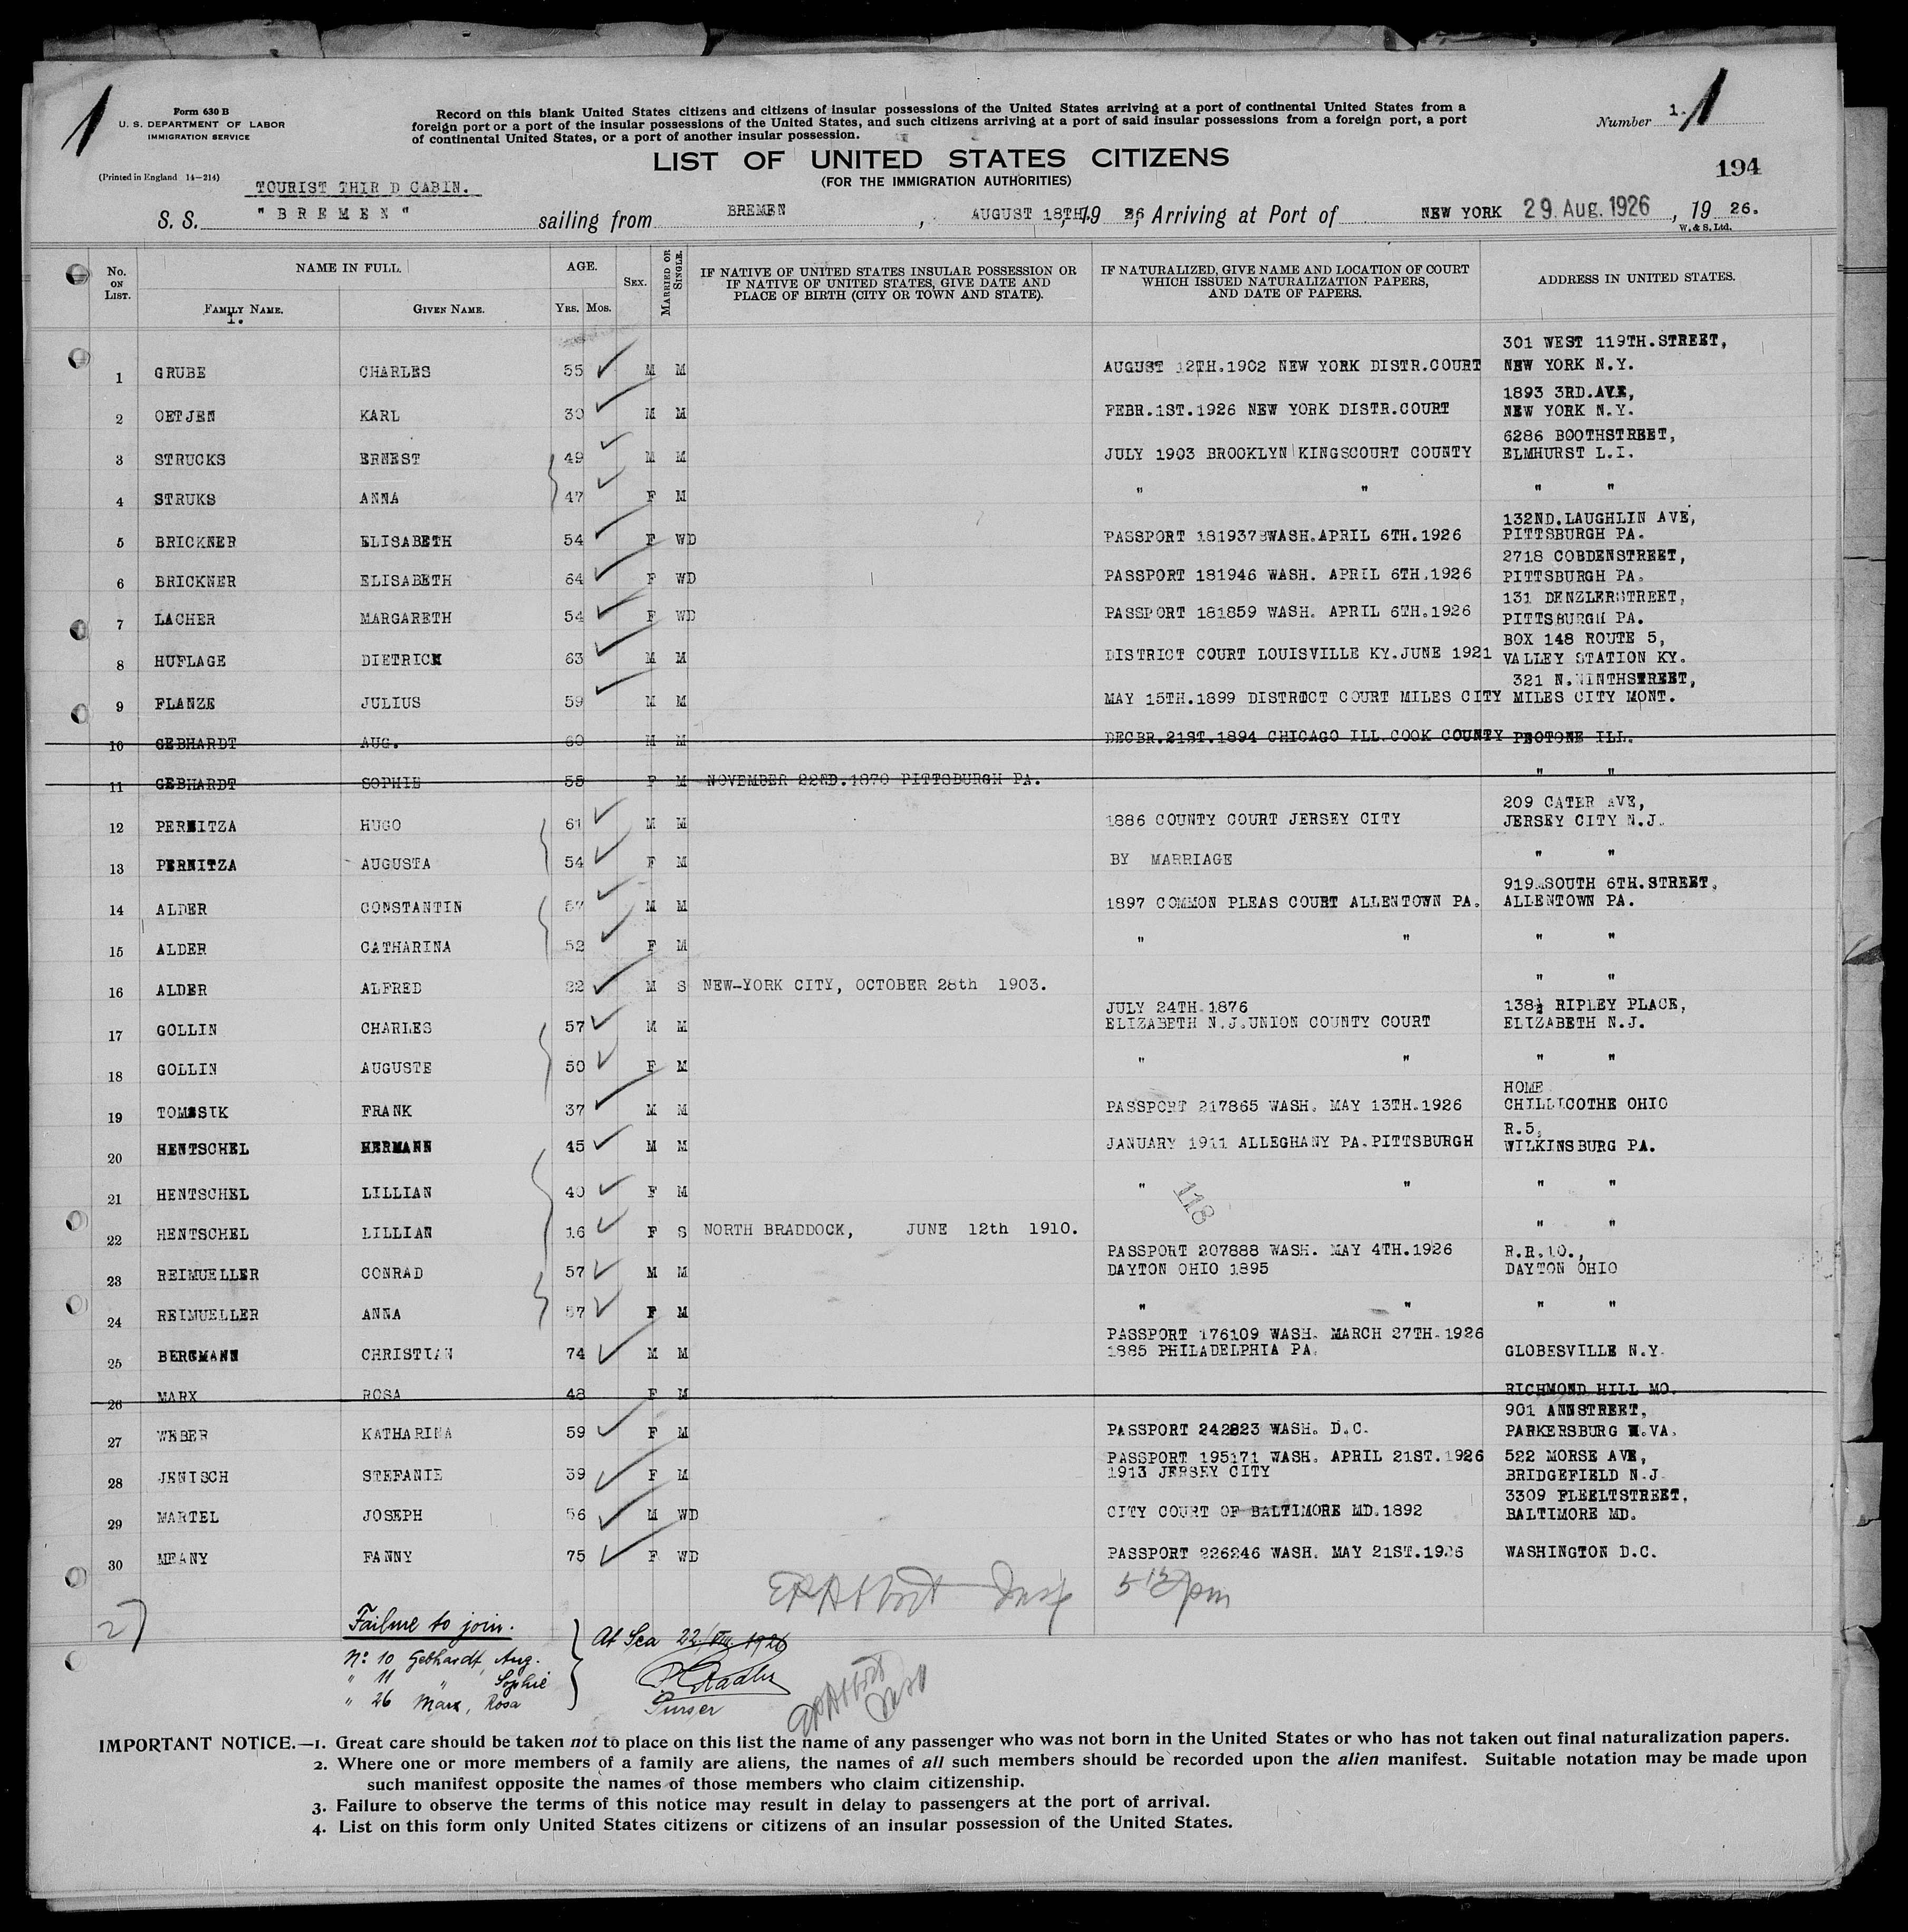 Form 630 B
U. S. DEPARTMENT OF LABOR
IMMIGRATION SERVICE
(Printed in England 14—214)
Record on this blank United States citizens and citizens of insular possessions of the United States arriving at a port of continental United States from a
foreign port or a port of the insular possessions of the United States, and such citizens arriving at a port of said insular possessions from a foreign port, a port
of continental United States, or a port of another insular possession.
Number 1. 1
1
LIST OF UNITED STATES CITIZENS
(FOR THE IMMIGRATION AUTHORITIES)
194
TOURIST THIR D CABIN.
S. S. "BREMEN" sailing from BREMEN, AUGUST 18TH, 19 26, Arriving at Port of NEW YORK 29. Aug. 1926, 19 26.
W. & S. Ltd.
No. ON LIST. NAME IN FULL. FAMILY NAME. GIVEN NAME. AGE. YRS. MOS. SEX. MARRIED OR SINGLE. IF NATIVE OF UNITED STATES INSULAR POSSESSION OR IF NATIVE OF UNITED STATES, GIVE DATE AND PLACE OF BIRTH (CITY OR TOWN AND STATE). IF NATURALIZED, GIVE NAME AND LOCATION OF COURT WHICH ISSUED NATURALIZATION PAPERS, AND DATE OF PAPERS. ADDRESS IN UNITED STATES.
1.
1 GRUBE CHARLES 55 M M AUGUST 12TH.1902 NEW YORK DISTR.COURT 301 WEST 119TH.STREET, NEW YORK N.Y.
2 OETJEN KARL 30 M M FEBR.1ST.1926 NEW YORK DISTR.COURT 1893 3RD.AVE, NEW YORK N.Y.
3 STRUCKS ERNEST 49 M M JULY 1903 BROOKLYN KINGSCOURT COUNTY 6286 BOOTHSTREET, ELMHURST L.I.
4 STRUKS ANNA 47 F M " " " "
5 BRICKNER ELISABETH 54 F WD PASSPORT 181937 WASH.APRIL 6TH.1926 132ND.LAUGHLIN AVE, PITTSBURGH PA.
6 BRICKNER ELISABETH 64 F WD PASSPORT 181946 WASH. APRIL 6TH.1926 2718 COBDENSTREET, PITTSBURGH PA.
7 LACHER MARGARETH 54 F WD PASSPORT 181859 WASH. APRIL 6TH.1926 131 DENZLERSTREET, PITTSBURGH PA.
8 HUFLAGE DIETRICK 63 M M DISTRICT COURT LOUISVILLE KY.JUNE 1921 BOX 148 ROUTE 5, VALLEY STATION KY.
9 FLANZE JULIUS 59 M M MAY 15TH.1899 DISTRICT COURT MILES CITY 321 N.NINTHSTREET, MILES CITY MONT.
10 GEBHARDT AUG. 60 M M DECBR.21ST.1894 CHICAGO ILL.COOK COUNTY PEOTONE ILL.
11 GEBHARDT SOPHIE 55 F M NOVEMBER 22ND.1870 PITTSBURGH PA. " "
12 PERNITZA HUGO 61 M M 1886 COUNTY COURT JERSEY CITY 209 CATER AVE, JERSEY CITY N.J.
13 PERNITZA AUGUSTA 54 F M BY MARRIAGE " "
14 ALDER CONSTANTIN 57 M M 1897 COMMON PLEAS COURT ALLENTOWN PA. 919 SOUTH 6TH.STREET, ALLENTOWN PA.
15 ALDER CATHARINA 52 F M " " " "
16 ALDER ALFRED 22 M S NEW-YORK CITY, OCTOBER 28th 1903. " "
17 GOLLIN CHARLES 57 M M JULY 24TH.1876 ELIZABETH N.J.UNION COUNTY COURT 138½ RIPLEY PLACE, ELIZABETH N.J.
18 GOLLIN AUGUSTE 50 F M " " " "
19 TOMSSIK FRANK 37 M M PASSPORT 217865 WASH. MAY 13TH.1926 HOME CHILLICOTHE OHIO
20 HENTSCHEL HERMANN 45 M M JANUARY 1911 ALLEGHANY PA.PITTSBURGH R.5, WILKINSBURG PA.
21 HENTSCHEL LILLIAN 40 F M " " " "
118
22 HENTSCHEL LILLIAN 16 F S NORTH BRADDOCK, JUNE 12th 1910. " "
23 REIMUELLER CONRAD 57 M M PASSPORT 207888 WASH. MAY 4TH.1926 DAYTON OHIO 1895 R.R.10., DAYTON OHIO
24 REIMUELLER ANNA 57 F M " " " "
25 BERGMANN CHRISTIAN 74 M M PASSPORT 176109 WASH. MARCH 27TH.1926 1885 PHILADELPHIA PA. GLOBESVILLE N.Y.
26 MARX ROSA 48 F M RICHMOND HILL MO.
27 WEBER KATHARINA 59 F M PASSPORT 242823 WASH. D.C. 901 ANNSTREET, PARKERSBURG W.VA.
28 JENISCH STEFANIE 39 F M PASSPORT 195171 WASH. APRIL 21ST.1926 1913 JERSEY CITY 522 MORSE AVE, BRIDGEFIELD N.J.
29 MARTEL JOSEPH 56 M WD CITY COURT OF BALTIMORE MD.1892 3309 FLEELTSTREET, BALTIMORE MD.
30 MEANY FANNY 75 F WD PASSPORT 226246 WASH. MAY 21ST.1926 WASHINGTON D.C.
27
Failure to join.
No. 10 Gebhardt, Aug.
" 11 " Sophie
" 26 Marx, Rosa
At Sea 22/VIII. 1926
Purser
IMPORTANT NOTICE.—1. Great care should be taken not to place on this list the name of any passenger who was not born in the United States or who has not taken out final naturalization papers.
2. Where one or more members of a family are aliens, the names of all such members should be recorded upon the alien manifest. Suitable notation may be made upon
such manifest opposite the names of those members who claim citizenship.
3. Failure to observe the terms of this notice may result in delay to passengers at the port of arrival.
4. List on this form only United States citizens or citizens of an insular possession of the United States.